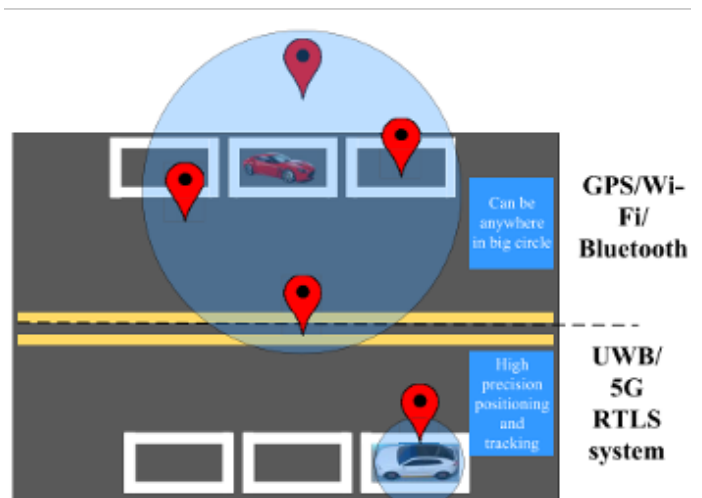 Can be
anywhere
in big circle
GPS/Wi-
Fi/
Bluetooth
High
precision
positioning
and
tracking
UWB/
5G
RTLS
system